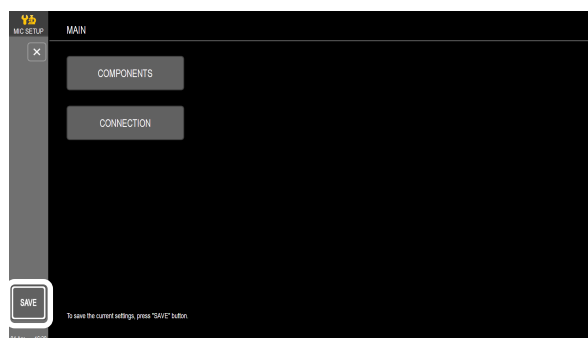 MIC SETUP
MAIN
COMPONENTS
CONNECTION
SAVE
To save the current settings, press "SAVE" button.